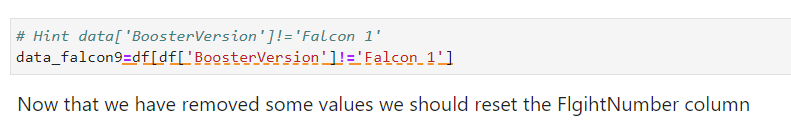 # Hint data['BoosterVersion']!='Falcon 1'
data_falcon9=df[df['BoosterVersion']!='Falcon 1']
Now that we have removed some values we should reset the FlgihtNumber column